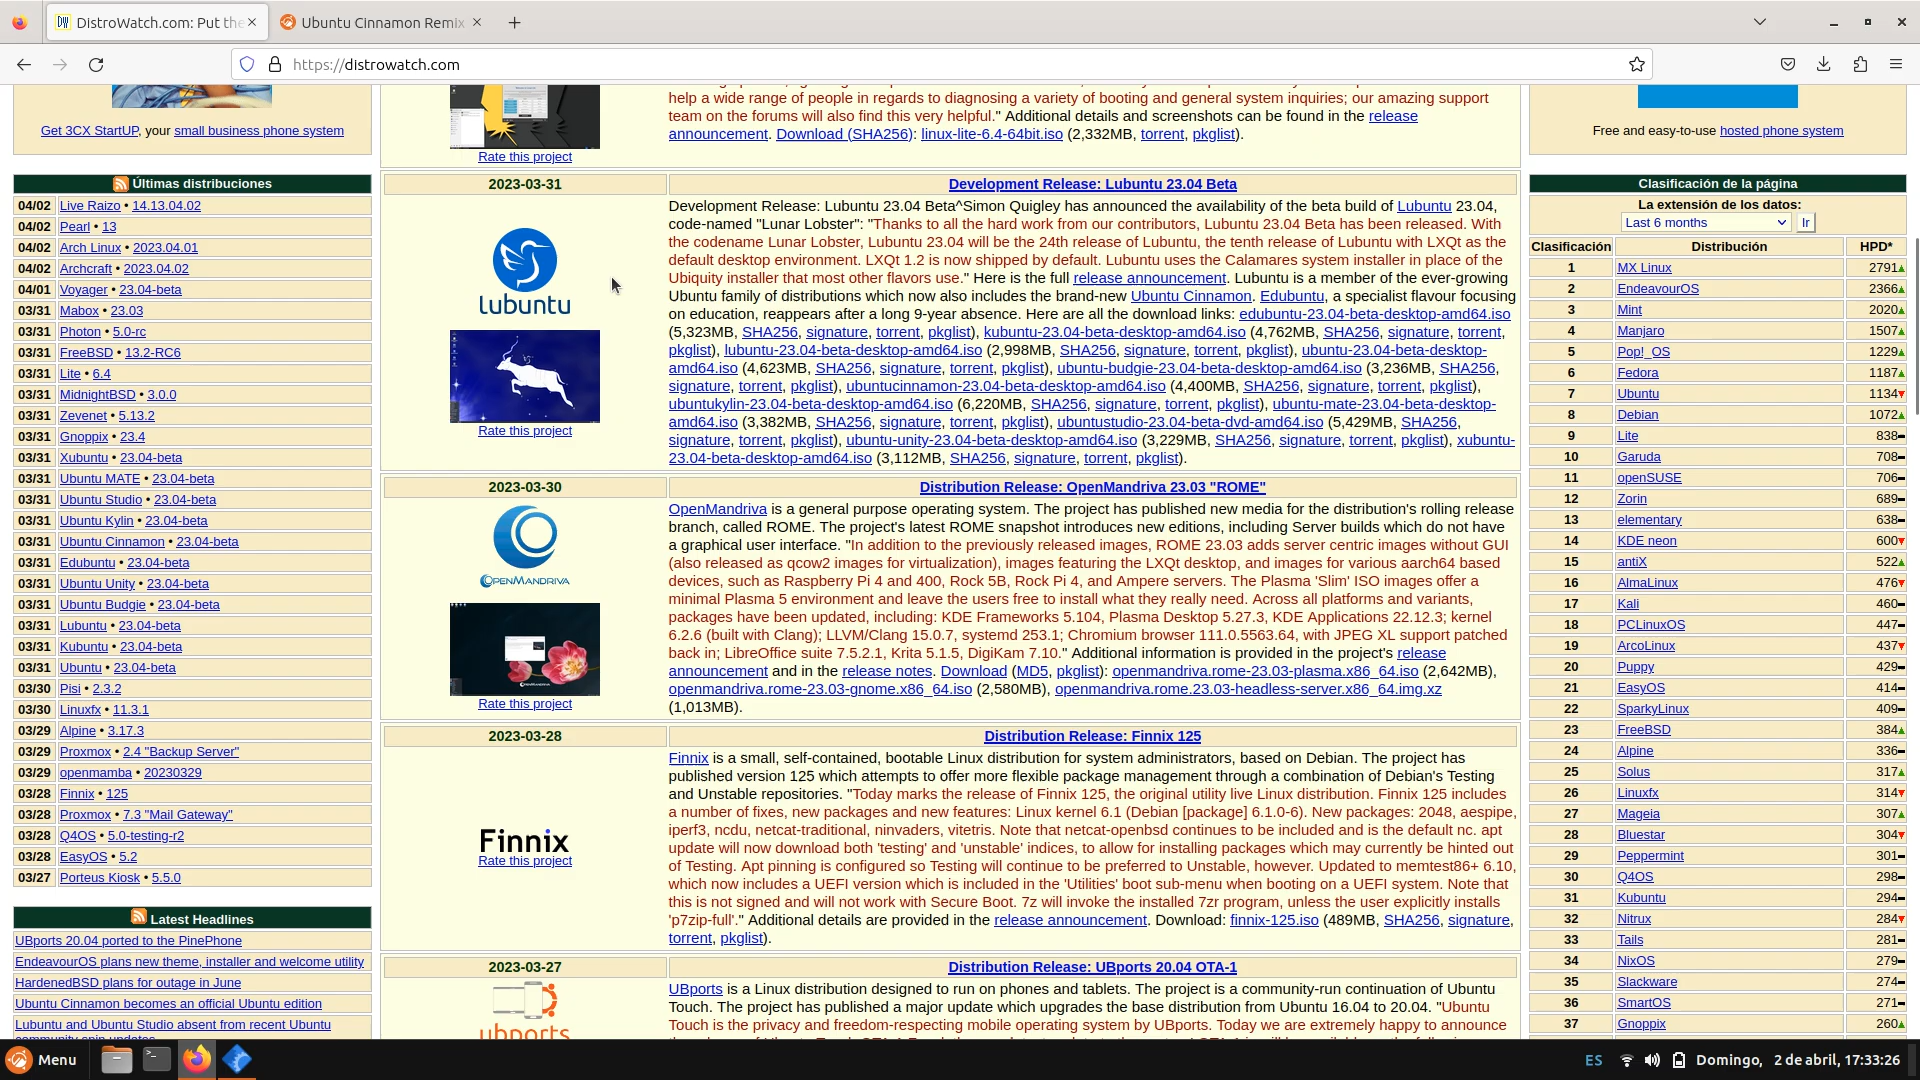 DistroWatch.com: Put the
Ubuntu Cinnamon Remix
https://distrowatch.com
Get 3CX StartUP, your small business phone system
Últimas distribuciones
04/02 Live Raizo • 14.13.04.02
04/02 Pearl • 13
04/02 Arch Linux • 2023.04.01
04/02 Archcraft • 2023.04.02
04/01 Voyager • 23.04-beta
03/31 Mabox • 23.03
03/31 Photon • 5.0-rc
03/31 FreeBSD • 13.2-RC6
03/31 Lite • 6.4
03/31 MidnightBSD • 3.0.0
03/31 Zevenet • 5.13.2
03/31 Gnoppix • 23.4
03/31 Xubuntu • 23.04-beta
03/31 Ubuntu MATE • 23.04-beta
03/31 Ubuntu Studio • 23.04-beta
03/31 Ubuntu Kylin • 23.04-beta
03/31 Ubuntu Cinnamon • 23.04-beta
03/31 Edubuntu • 23.04-beta
03/31 Ubuntu Unity • 23.04-beta
03/31 Ubuntu Budgie • 23.04-beta
03/31 Lubuntu • 23.04-beta
03/31 Kubuntu • 23.04-beta
03/31 Ubuntu • 23.04-beta
03/30 Pisi • 2.3.2
03/30 Linuxfx • 11.3.1
03/29 Alpine • 3.17.3
03/29 Proxmox • 2.4 "Backup Server"
03/29 openmamba • 20230329
03/28 Finnix • 125
03/28 Proxmox • 7.3 "Mail Gateway"
03/28 Q4OS • 5.0-testing-r2
03/28 EasyOS • 5.2
03/27 Porteus Kiosk • 5.5.0
Latest Headlines
UBports 20.04 ported to the PinePhone
EndeavourOS plans new theme, installer and welcome utility
HardenedBSD plans for outage in June
Ubuntu Cinnamon becomes an official Ubuntu edition
Lubuntu and Ubuntu Studio absent from recent Ubuntu
help a wide range of people in regards to diagnosing a variety of booting and general system inquiries; our amazing support
team on the forums will also find this very helpful." Additional details and screenshots can be found in the release
announcement. Download (SHA256): linux-lite-6.4-64bit.iso (2,332MB, torrent, pkglist).
Rate this project
2023-03-31
Development Release: Lubuntu 23.04 Beta
lubuntu
Rate this project
Development Release: Lubuntu 23.04 Beta^Simon Quigley has announced the availability of the beta build of Lubuntu 23.04,
code-named "Lunar Lobster": "Thanks to all the hard work from our contributors, Lubuntu 23.04 Beta has been released. With
the codename Lunar Lobster, Lubuntu 23.04 will be the 24th release of Lubuntu, the tenth release of Lubuntu with LXQt as the
default desktop environment. LXQt 1.2 is now shipped by default. Lubuntu uses the Calamares system installer in place of the
Ubiquity installer that most other flavors use." Here is the full release announcement. Lubuntu is a member of the ever-growing
Ubuntu family of distributions which now also includes the brand-new Ubuntu Cinnamon. Edubuntu, a specialist flavour focusing
on education, reappears after a long 9-year absence. Here are all the download links: edubuntu-23.04-beta-desktop-amd64.iso
(5,323MB, SHA256, signature, torrent, pkglist), kubuntu-23.04-beta-desktop-amd64.iso (4,762MB, SHA256, signature, torrent,
pkglist), lubuntu-23.04-beta-desktop-amd64.iso (2,998MB, SHA256, signature, torrent, pkglist), ubuntu-23.04-beta-desktop-
amd64.iso (4,623MB, SHA256, signature, torrent, pkglist), ubuntu-budgie-23.04-beta-desktop-amd64.iso (3,236MB, SHA256,
signature, torrent, pkglist), ubuntucinnamon-23.04-beta-desktop-amd64.iso (4,400MB, SHA256, signature, torrent, pkglist),
ubuntukylin-23.04-beta-desktop-amd64.iso (6,220MB, SHA256, signature, torrent, pkglist), ubuntu-mate-23.04-beta-desktop-
amd64.iso (3,382MB, SHA256, signature, torrent, pkglist), ubuntustudio-23.04-beta-dvd-amd64.iso (5,429MB, SHA256,
signature, torrent, pkglist), ubuntu-unity-23.04-beta-desktop-amd64.iso (3,229MB, SHA256, signature, torrent, pkglist), xubuntu-
23.04-beta-desktop-amd64.iso (3,112MB, SHA256, signature, torrent, pkglist).
2023-03-30
Distribution Release: OpenMandriva 23.03 "ROME"
OpenMandriva
Rate this project
OpenMandriva is a general purpose operating system. The project has published new media for the distribution's rolling release
branch, called ROME. The project's latest ROME snapshot introduces new editions, including Server builds which do not have
a graphical user interface. "In addition to the previously released images, ROME 23.03 adds server centric images without GUI
(also released as qcow2 images for virtualization), images featuring the LXQt desktop, and images for various aarch64 based
devices, such as Raspberry Pi 4 and 400, Rock 5B, Rock Pi 4, and Ampere servers. The Plasma 'Slim' ISO images offer a
minimal Plasma 5 environment and leave the users free to install what they really need. Across all platforms and variants,
packages have been updated, including: KDE Frameworks 5.104, Plasma Desktop 5.27.3, KDE Applications 22.12.3; kernel
6.2.6 (built with Clang); LLVM/Clang 15.0.7, systemd 253.1; Chromium browser 111.0.5563.64, with JPEG XL support patched
back in; LibreOffice suite 7.5.2.1, Krita 5.1.5, DigiKam 7.10." Additional information is provided in the project's release
announcement and in the release notes. Download (MD5, pkglist): openmandriva.rome-23.03-plasma.x86_64.iso (2,642MB),
openmandriva.rome-23.03-gnome.x86_64.iso (2,580MB), openmandriva.rome.23.03-headless-server.x86_64.img.xz
(1,013MB).
2023-03-28
Distribution Release: Finnix 125
Finnix
Rate this project
Finnix is a small, self-contained, bootable Linux distribution for system administrators, based on Debian. The project has
published version 125 which attempts to offer more flexible package management through a combination of Debian's Testing
and Unstable repositories. "Today marks the release of Finnix 125, the original utility live Linux distribution. Finnix 125 includes
a number of fixes, new packages and new features: Linux kernel 6.1 (Debian [package] 6.1.0-6). New packages: 2048, aespipe,
iperf3, ncdu, netcat-traditional, ninvaders, vitetris. Note that netcat-openbsd continues to be included and is the default nc. apt
update will now download both 'testing' and 'unstable' indices, to allow for installing packages which may currently be hinted out
of Testing. Apt pinning is configured so Testing will continue to be preferred to Unstable, however. Updated to memtest86+ 6.10,
which now includes a UEFI version which is included in the 'Utilities' boot sub-menu when booting on a UEFI system. Note that
this is not signed and will not work with Secure Boot. 7z will invoke the installed 7zr program, unless the user explicitly installs
'p7zip-full'." Additional details are provided in the release announcement. Download: finnix-125.iso (489MB, SHA256, signature,
torrent, pkglist).
2023-03-27
Distribution Release: UBports 20.04 OTA-1
ubports
UBports is a Linux distribution designed to run on phones and tablets. The project is a community-run continuation of Ubuntu
Touch. The project has published a major update which upgrades the base distribution from Ubuntu 16.04 to 20.04. "Ubuntu
Touch is the privacy and freedom-respecting mobile operating system by UBports. Today we are extremely happy to announce
Free and easy-to-use hosted phone system
Clasificación de la página
La extensión de los datos:
Last 6 months Ir
Clasificación Distribución HPD*
1 MX Linux 2791
2 EndeavourOS 2366
3 Mint 2020
4 Manjaro 1507
5 Pop!_OS 1229
6 Fedora 1187
7 Ubuntu 1134
8 Debian 1072
9 Lite 838
10 Garuda 708
11 openSUSE 706
12 Zorin 689
13 elementary 638
14 KDE neon 600
15 antiX 522
16 AlmaLinux 476
17 Kali 460
18 PCLinuxOS 447
19 ArcoLinux 437
20 Puppy 429
21 EasyOS 414
22 SparkyLinux 409
23 FreeBSD 384
24 Alpine 336
25 Solus 317
26 Linuxfx 314
27 Mageia 307
28 Bluestar 304
29 Peppermint 301
30 Q4OS 298
31 Kubuntu 294
32 Nitrux 284
33 Tails 281
34 NixOS 279
35 Slackware 274
36 SmartOS 271
37 Gnoppix 260
Menu
ES
Domingo, 2 de abril, 17:33:26